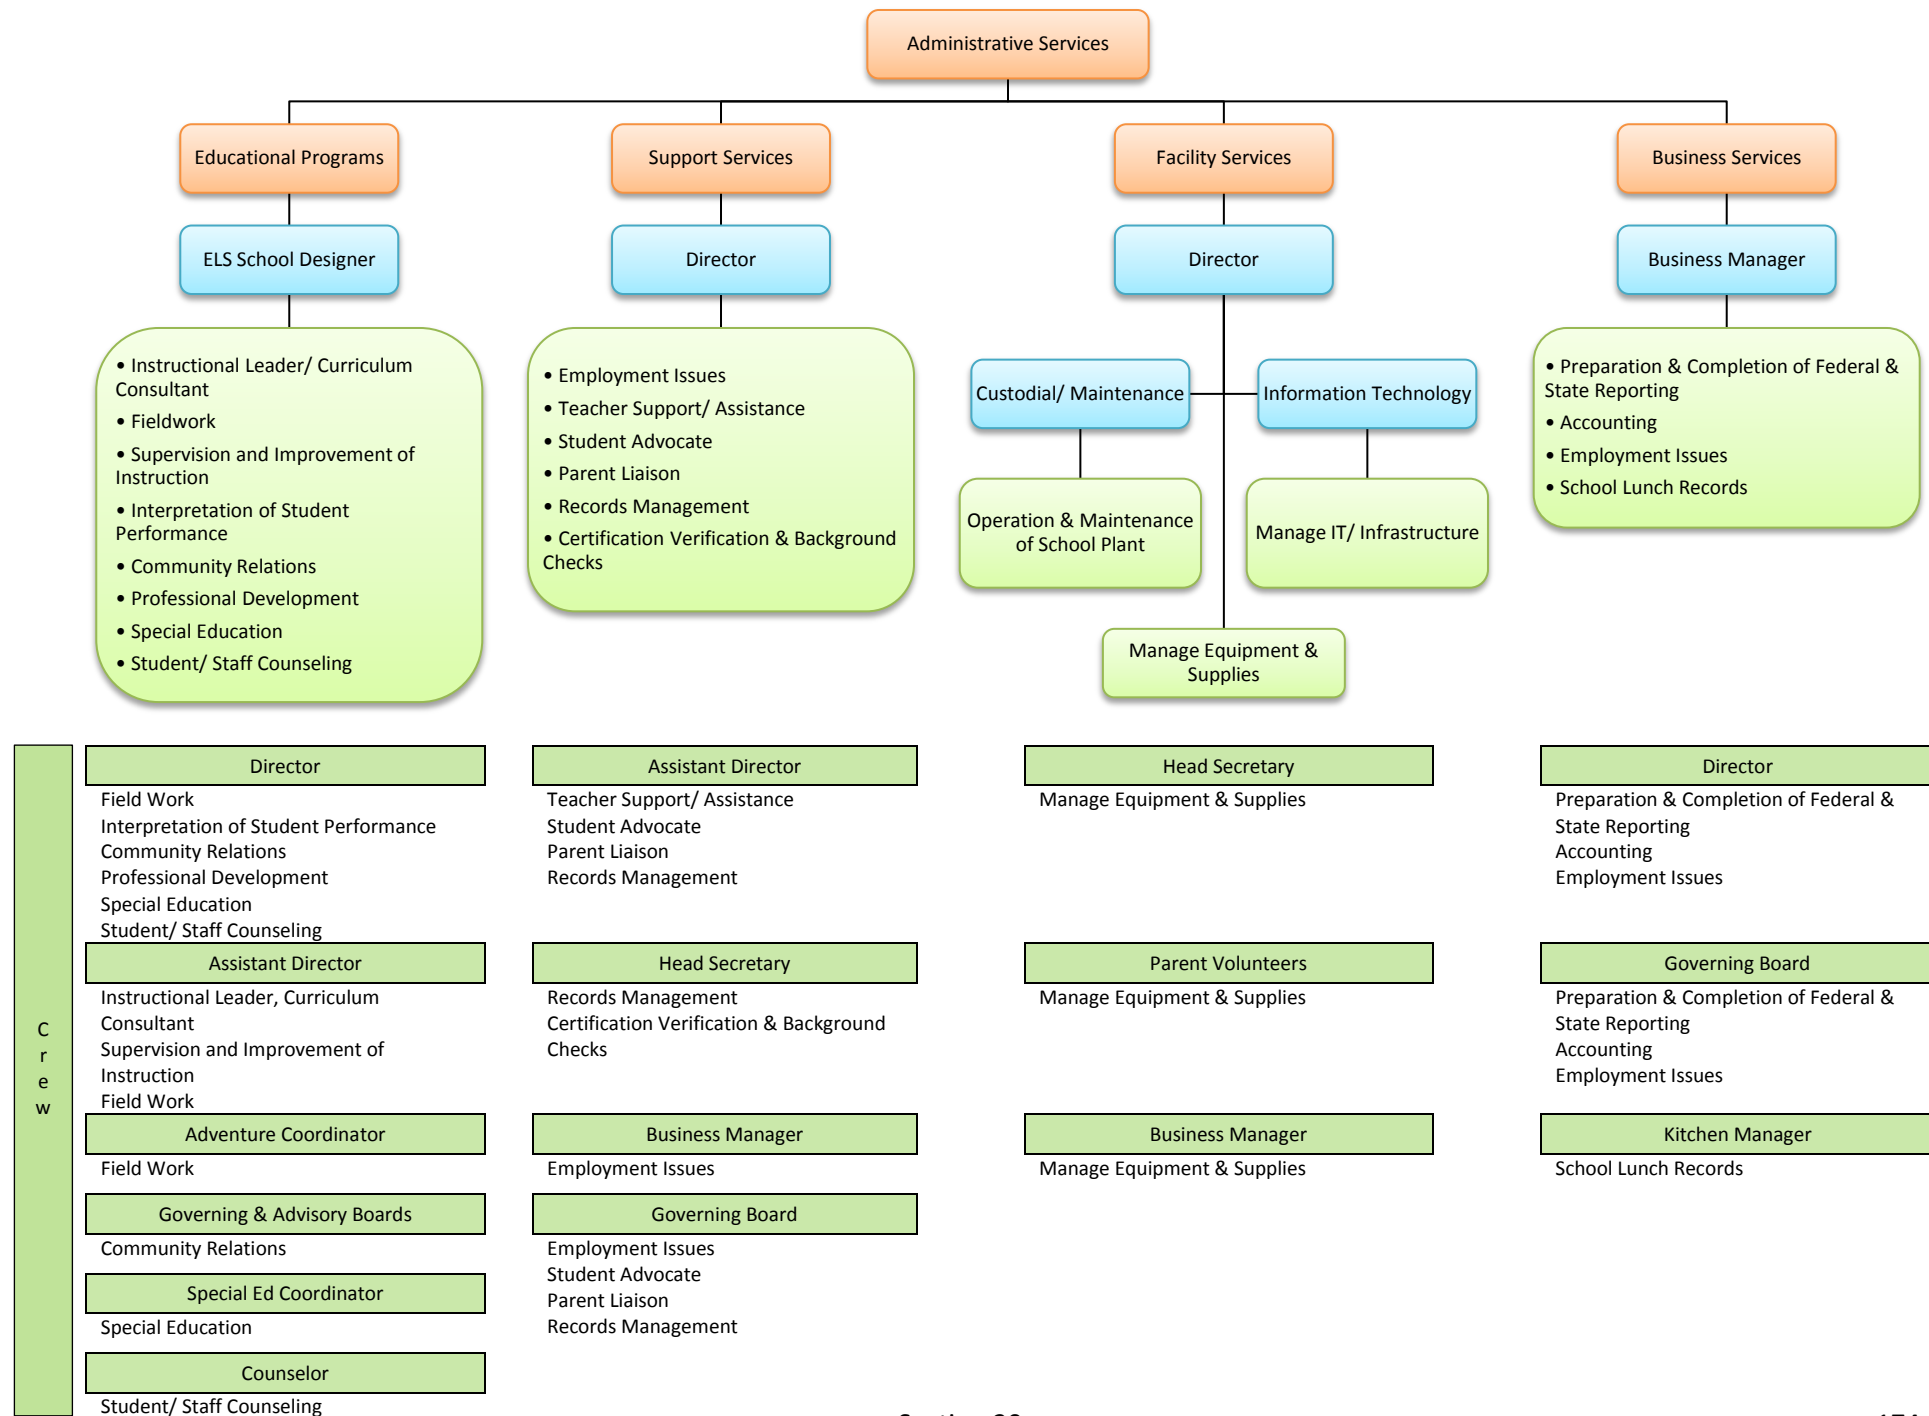 Administrative Services
Educational Programs
Support Services
Facility Services
Business Services
ELS School Designer
Director
Director
Business Manager
• Instructional Leader/ Curriculum
Consultant
• Fieldwork
• Supervision and Improvement of
Instruction
• Interpretation of Student
Performance
• Community Relations
• Professional Development
• Special Education
• Student/ Staff Counseling
• Employment Issues
• Teacher Support/ Assistance
• Student Advocate
• Parent Liaison
• Records Management
• Certification Verification & Background
Checks
Custodial/ Maintenance
Information Technology
Operation & Maintenance
of School Plant
Manage IT/ Infrastructure
Manage Equipment &
Supplies
• Preparation & Completion of Federal &
State Reporting
• Accounting
• Employment Issues
• School Lunch Records
Crew
Director
Field Work
Interpretation of Student Performance
Community Relations
Professional Development
Special Education
Student/ Staff Counseling
Assistant Director
Instructional Leader, Curriculum
Consultant
Supervision and Improvement of
Instruction
Field Work
Adventure Coordinator
Field Work
Governing & Advisory Boards
Community Relations
Special Ed Coordinator
Special Education
Counselor
Student/ Staff Counseling
Assistant Director
Teacher Support/ Assistance
Student Advocate
Parent Liaison
Records Management
Head Secretary
Records Management
Certification Verification & Background
Checks
Business Manager
Employment Issues
Governing Board
Employment Issues
Student Advocate
Parent Liaison
Records Management
Head Secretary
Manage Equipment & Supplies
Parent Volunteers
Manage Equipment & Supplies
Business Manager
Manage Equipment & Supplies
Director
Preparation & Completion of Federal &
State Reporting
Accounting
Employment Issues
Governing Board
Preparation & Completion of Federal &
State Reporting
Accounting
Employment Issues
Kitchen Manager
School Lunch Records